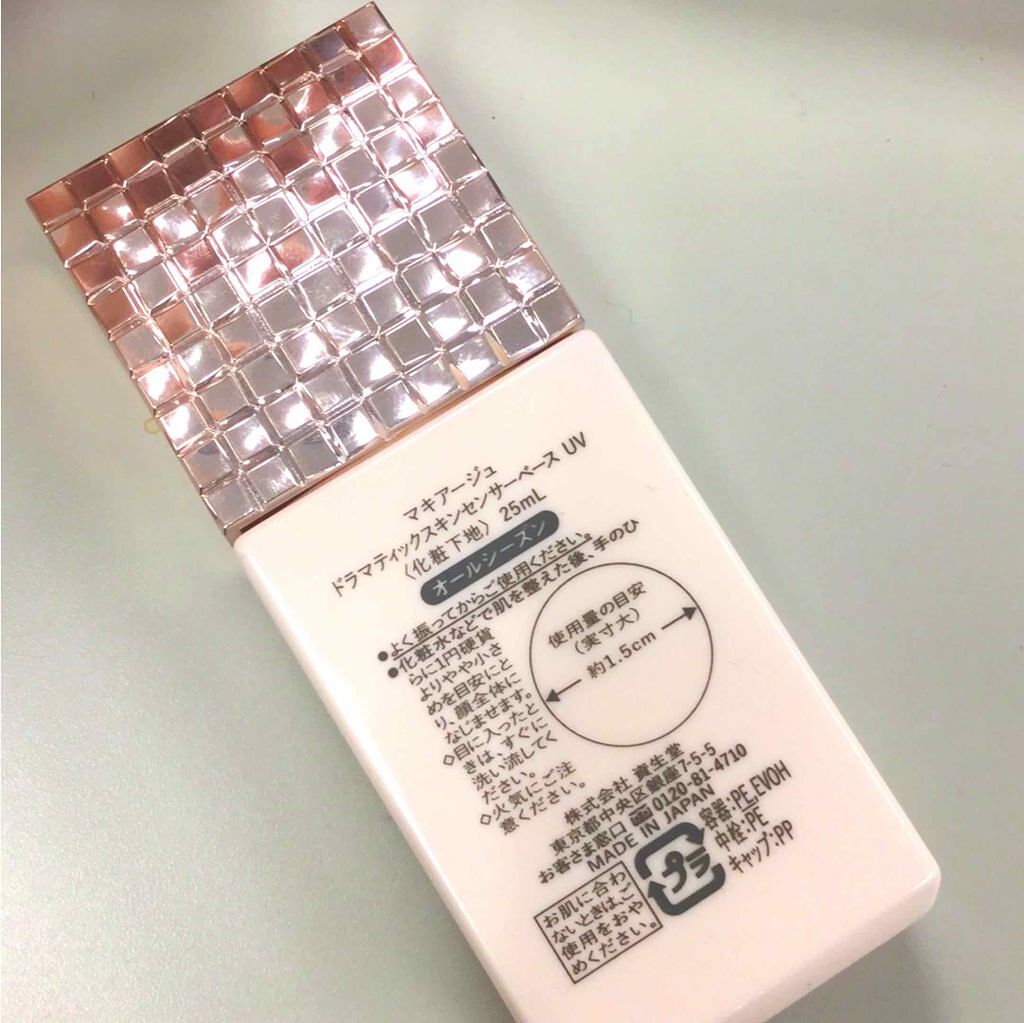 マキアージュ
ドラマティックスキンセンサーベース UV
〈化粧下地〉 25mL
オールシーズン
●よく振ってからご使用ください。
●化粧水などで肌を整えた後、手のひ
らに1円硬貨
よりやや小さ
めを目安にと
り、顔全体に
なじませます。
◇目に入ったと
きは、すぐに
洗い流してく
ださい。
◇火気にご注
意ください。
使用量の目安
(実寸大)
約1.5cm
株式会社 資生堂
東京都中央区銀座7-5-5
お客さま窓口 0120-81-4710
MADE IN JAPAN
お肌に合わ
ないときは、ご
使用をおや
めください。
プラ
容器:PE,EVOH
中栓:PE
キャップ:PP